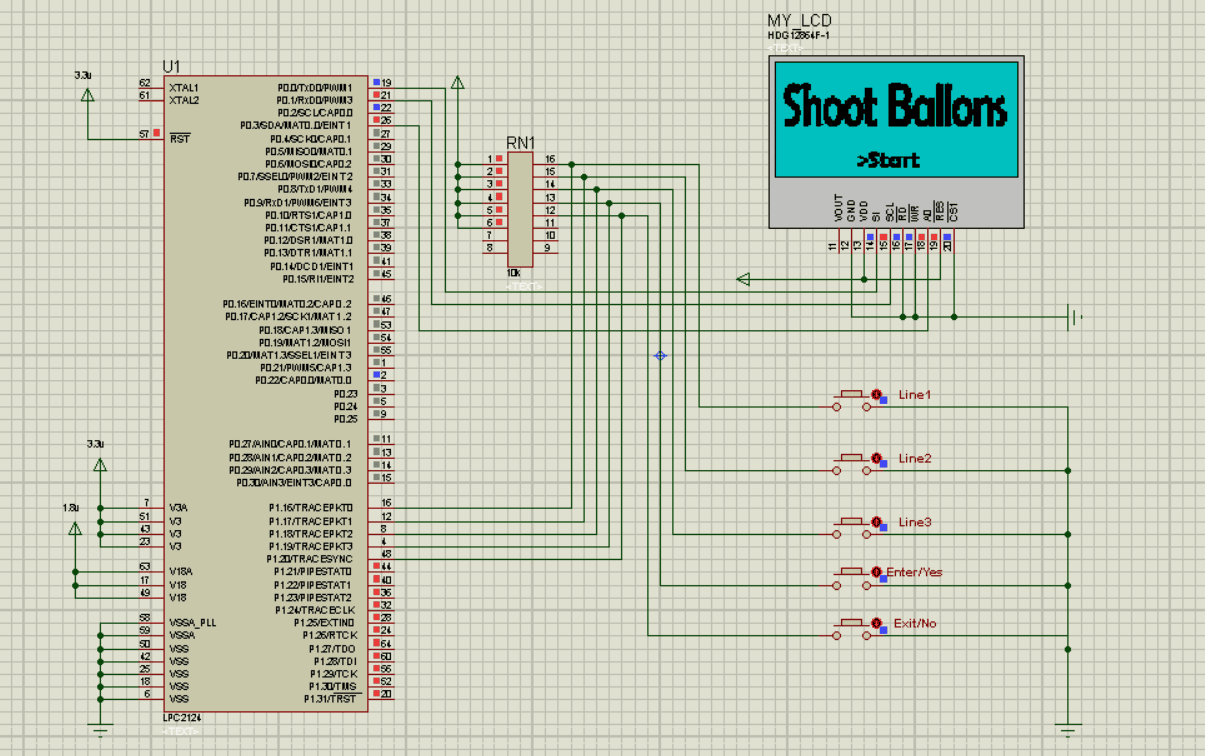 MY_LCD
HDG12864F-1
<TEXT>
Shoot Ballons
>Start
VOUT
GND
VDD
SI
SCL
RD
WR
A0
RES
CS1
11
12
13
14
15
16
17
18
19
20
U1
3.3u
62 XTAL1
61 XTAL2
57 RST
3.3u
7 V3A
51 V3
43 V3
23 V3
1.8u
63 V18A
17 V18
49 V18
58 VSSA_PLL
59 VSSA
50 VSS
42 VSS
25 VSS
18 VSS
6 VSS
P0.0/TxD0/PWM1 19
P0.1/RxD0/PWM3 21
P0.2/SCL/CAP0.0 22
P0.3/SDA/MAT0.0/EINT1 26
P0.4/SCK0/CAP0.1 27
P0.5/MISO0/MAT0.1 29
P0.6/MOSI0/CAP0.2 30
P0.7/SSEL0/PWM2/EINT2 31
P0.8/TxD1/PWM4 33
P0.9/RxD1/PWM6/EINT3 34
P0.10/RTS1/CAP1.0 35
P0.11/CTS1/CAP1.1 37
P0.12/DSR1/MAT1.0 38
P0.13/DTR1/MAT1.1 39
P0.14/DCD1/EINT1 41
P0.15/RI1/EINT2 45
P0.16/EINT0/MAT0.2/CAP0.2 46
P0.17/CAP1.2/SCK1/MAT1.2 47
P0.18/CAP1.3/MISO1 53
P0.19/MAT1.2/MOSI1 54
P0.20/MAT1.3/SSEL1/EINT3 55
P0.21/PWM5/CAP1.3 1
P0.22/CAP0.0/MAT0.0 2
P0.23 3
P0.24 5
P0.25 9
P0.27/AIN0/CAP0.1/MAT0.1 11
P0.28/AIN1/CAP0.2/MAT0.2 13
P0.29/AIN2/CAP0.3/MAT0.3 14
P0.30/AIN3/EINT3/CAP0.0 15
P1.16/TRACEPKT0 16
P1.17/TRACEPKT1 12
P1.18/TRACEPKT2 8
P1.19/TRACEPKT3 4
P1.20/TRACESYNC 48
P1.21/PIPESTAT0 44
P1.22/PIPESTAT1 40
P1.23/PIPESTAT2 36
P1.24/TRACECLK 32
P1.25/EXTIN0 28
P1.26/RTCK 24
P1.27/TDO 64
P1.28/TDI 60
P1.29/TCK 56
P1.30/TMS 52
P1.31/TRST 20
LPC2124
<TEXT>
RN1
1 16
2 15
3 14
4 13
5 12
6 11
7 10
8 9
10K
<TEXT>
Line1
Line2
Line3
Enter/Yes
Exit/No